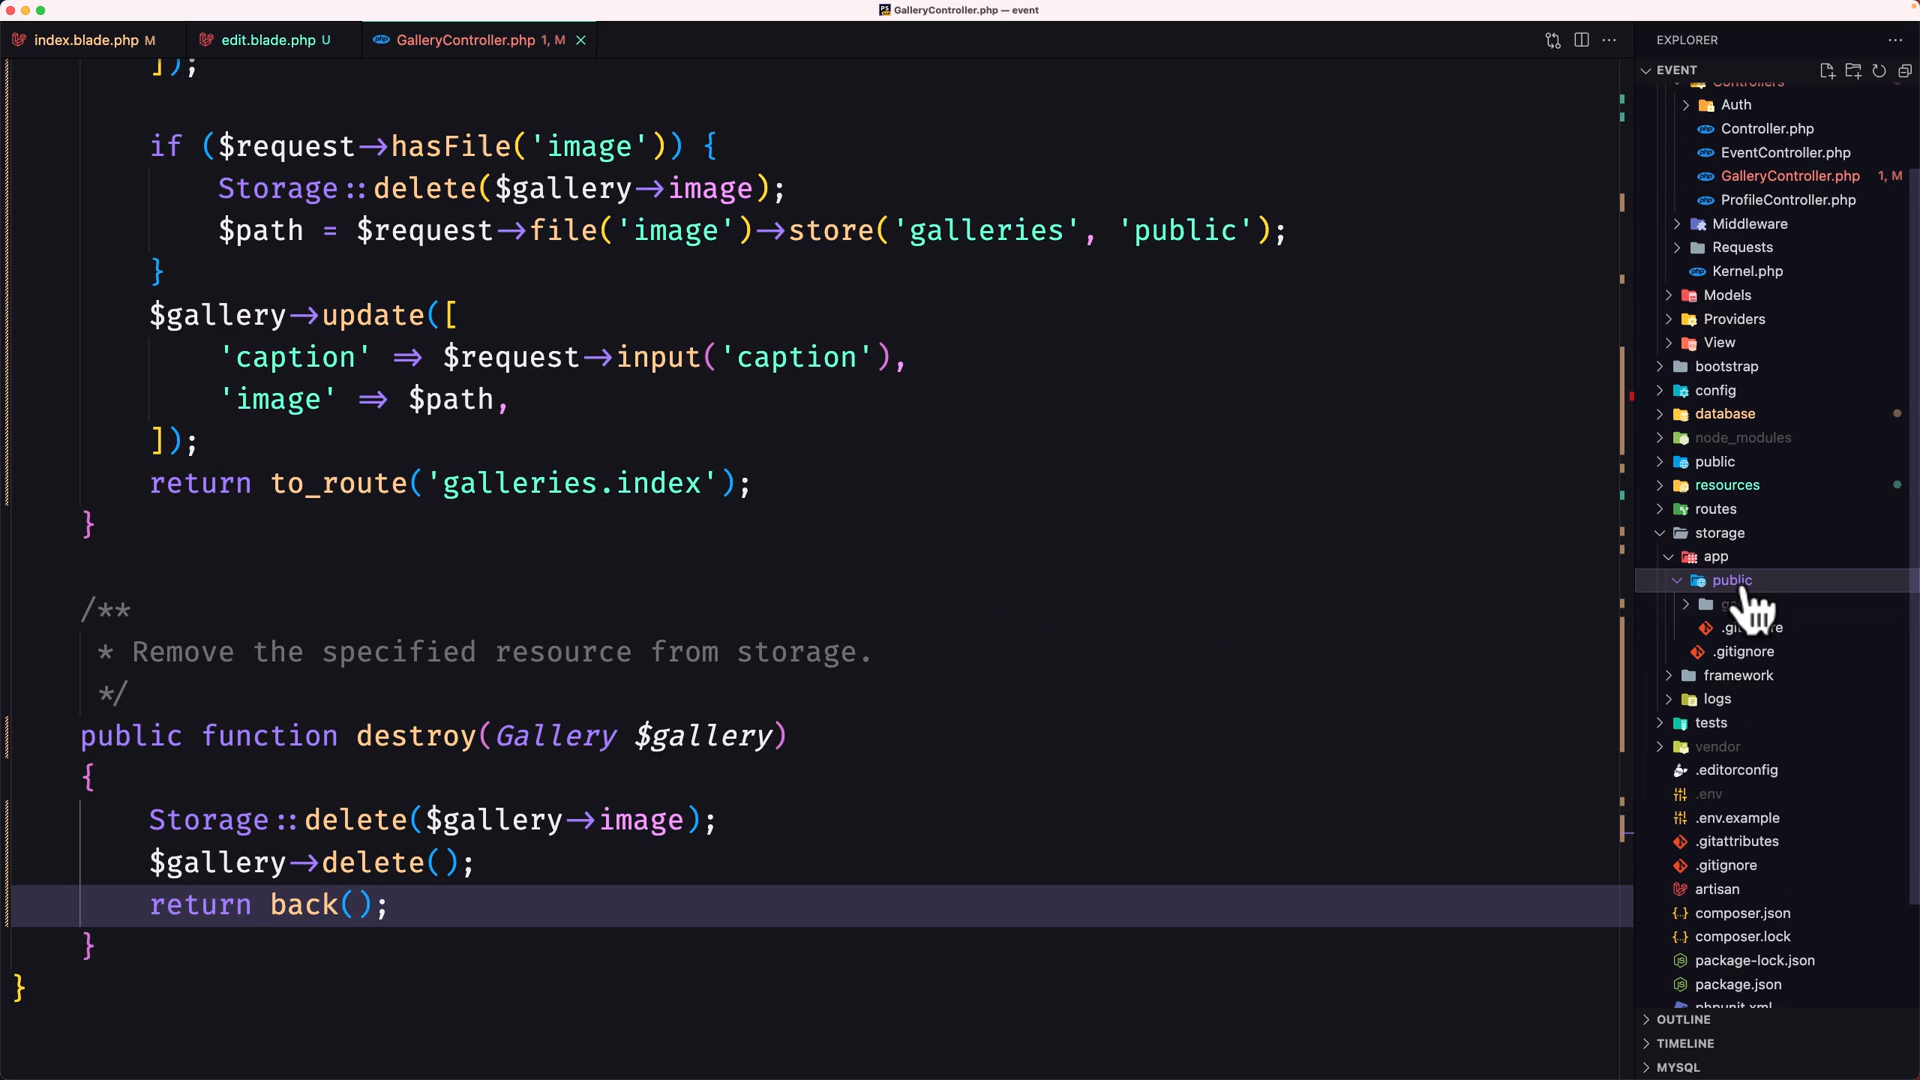 GalleryController.php — event
index.blade.php M
edit.blade.php U
GalleryController.php 1, M
]);
if ($request->hasFile('image')) {
Storage::delete($gallery->image);
$path = $request->file('image')->store('galleries', 'public');
}
$gallery->update([
'caption' => $request->input('caption'),
'image' => $path,
]);
return to_route('galleries.index');
}
/**
* Remove the specified resource from storage.
*/
public function destroy(Gallery $gallery)
{
Storage::delete($gallery->image);
$gallery->delete();
return back();
}
}
EXPLORER
EVENT
Controllers
Auth
Controller.php
EventController.php
GalleryController.php 1, M
ProfileController.php
Middleware
Requests
Kernel.php
Models
Providers
View
bootstrap
config
database
node_modules
public
resources
routes
storage
app
public
.gitignore
framework
logs
tests
vendor
.editorconfig
.env
.env.example
.gitattributes
.gitignore
artisan
composer.json
composer.lock
package-lock.json
package.json
phpunit.xml
OUTLINE
TIMELINE
MYSQL